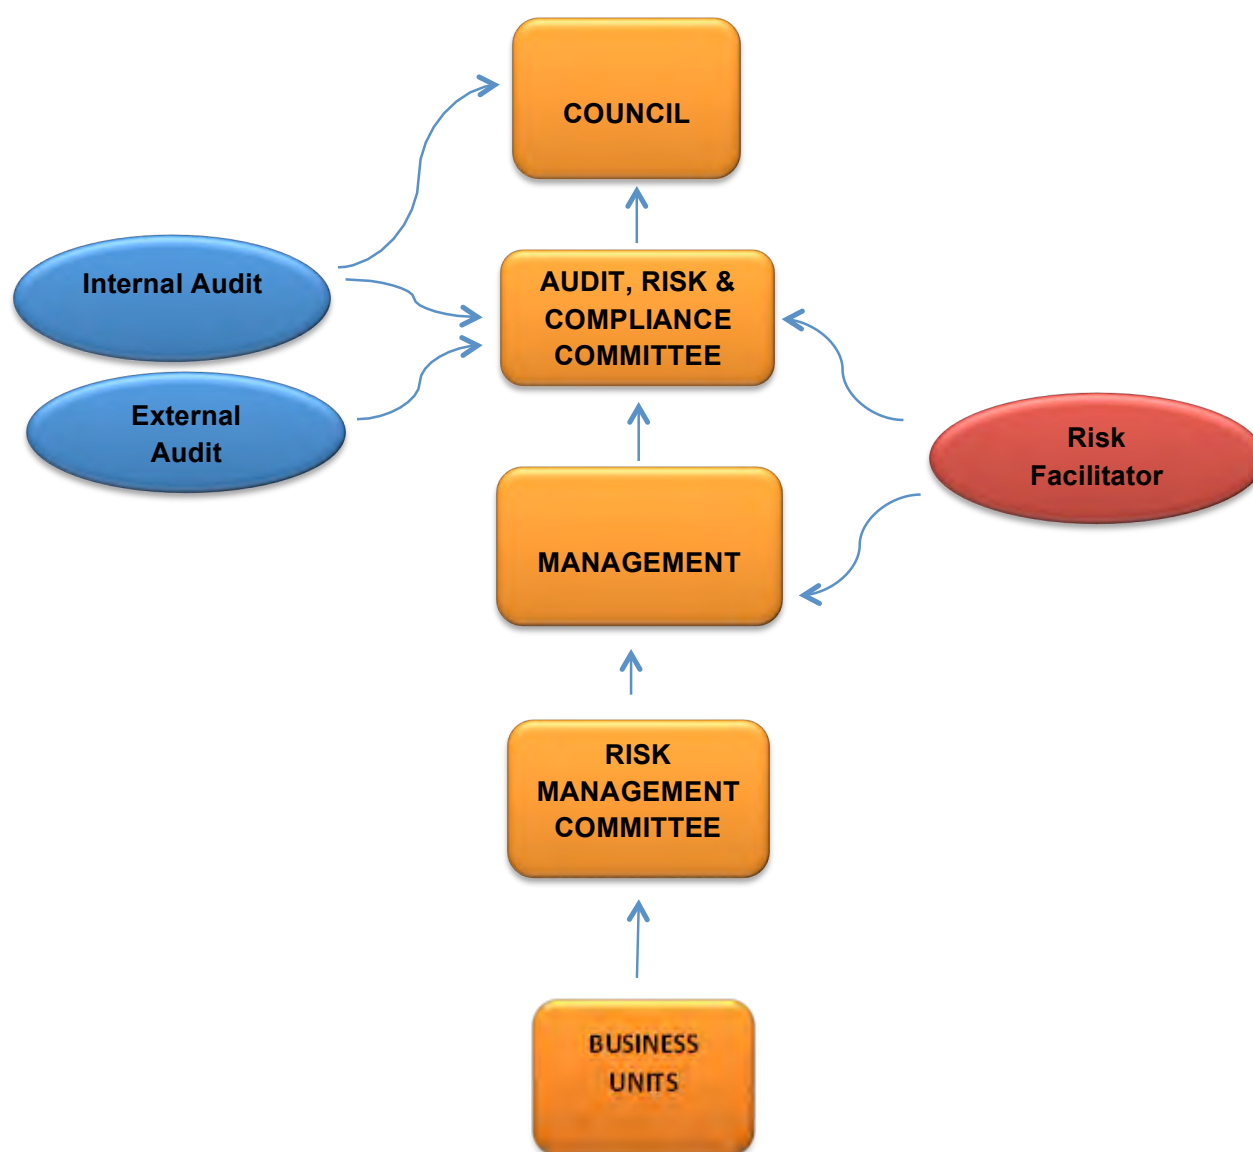 COUNCIL
Internal Audit
AUDIT, RISK &
COMPLIANCE
COMMITTEE
External
Audit
Risk
Facilitator
MANAGEMENT
RISK
MANAGEMENT
COMMITTEE
BUSINESS
UNITS